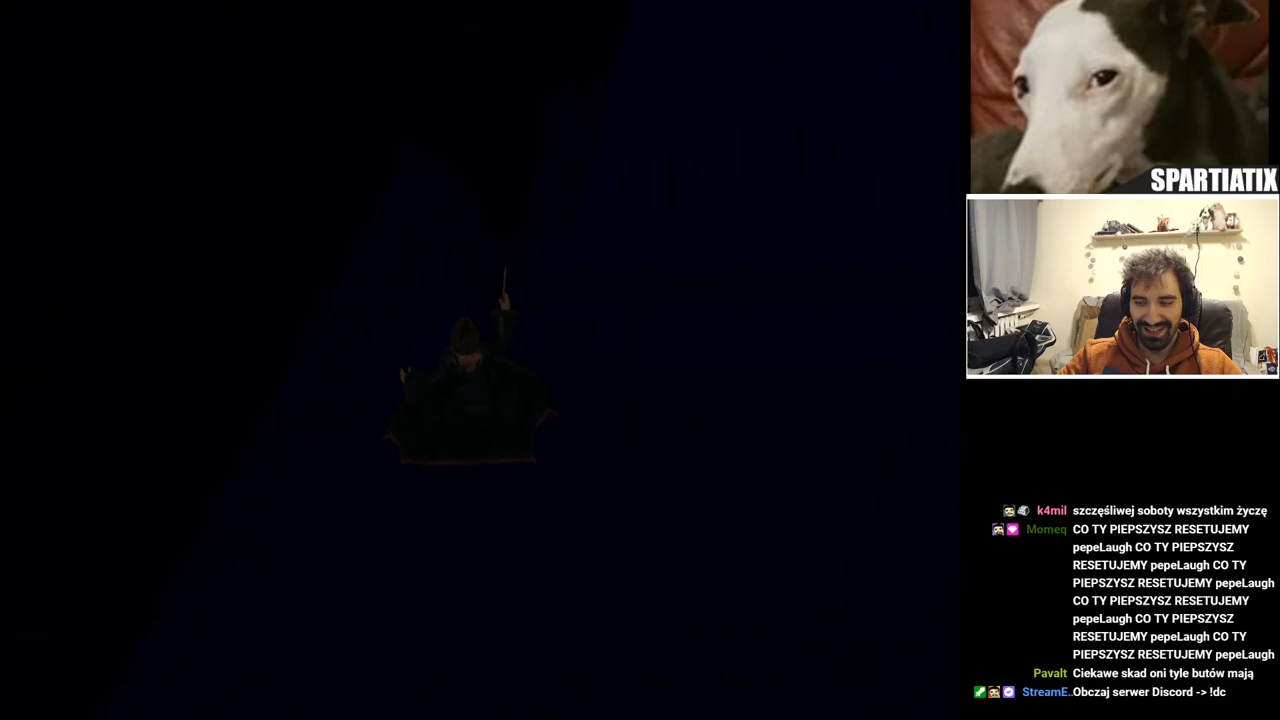 SPARTIATIX
k4mil szczęśliwej soboty wszystkim życzę
Momeq CO TY PIEPSZYSZ RESETUJEMY
pepeLaugh CO TY PIEPSZYSZ
RESETUJEMY pepeLaugh CO TY
PIEPSZYSZ RESETUJEMY pepeLaugh
CO TY PIEPSZYSZ RESETUJEMY
pepeLaugh CO TY PIEPSZYSZ
RESETUJEMY pepeLaugh CO TY
PIEPSZYSZ RESETUJEMY pepeLaugh
Pavalt Ciekawe skad oni tyle butów mają
StreamE.. Obczaj serwer Discord -> !dc